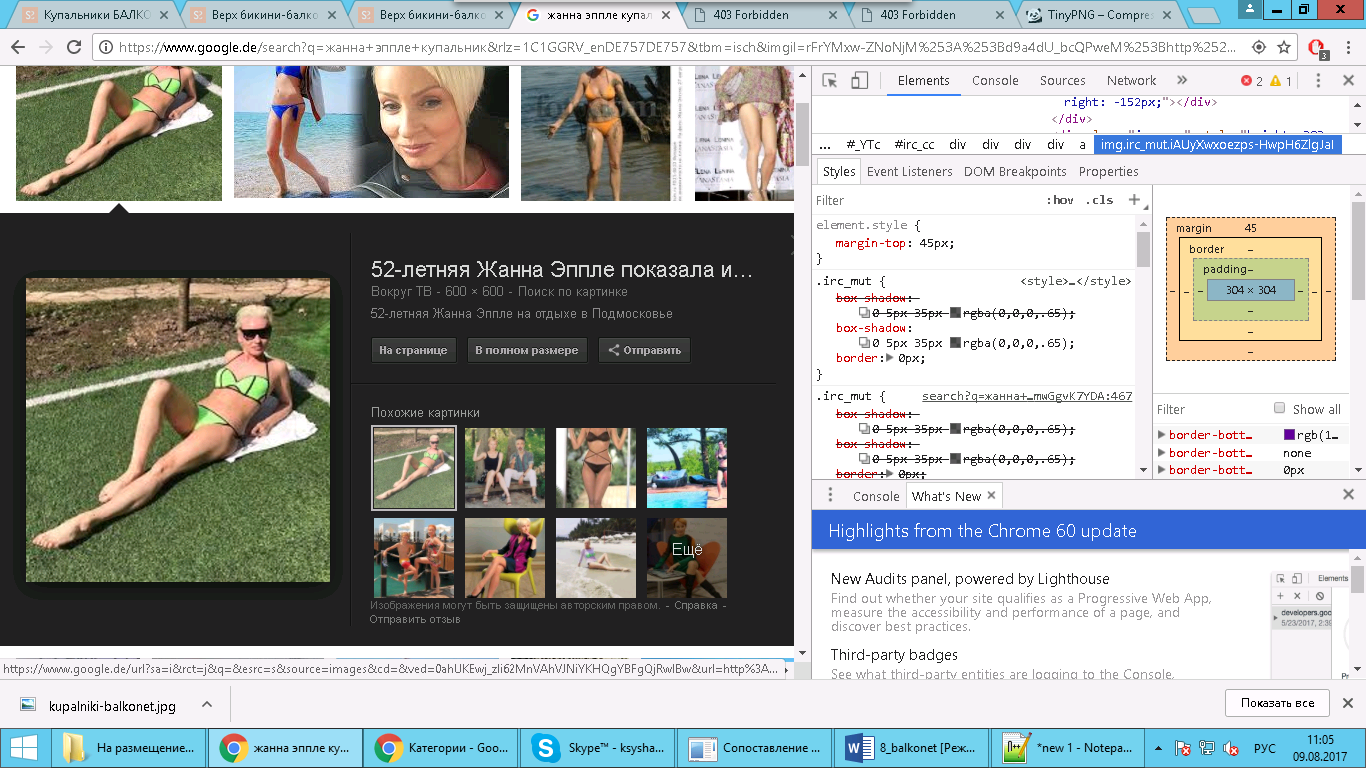 Купальники БАЛКО
Верх бикини-балко
Верх бикини-балко
жанна эппле купал
403 Forbidden
403 Forbidden
TinyPNG – Compres
https://www.google.de/search?q=жанна+эппле+купальник&rlz=1C1GGRV_enDE757DE757&tbm=isch&imgil=rFrYMxw-ZNoNjM%253A%253Bd9a4dU_bcQPweM%253Bhttp%252...
3
Elements Console Sources Network » 2 1
right: -152px;"></div>
</div>
... #_YTc #irc_cc div div div div a img.irc_mut.iAUyXwxoezps-HwpH6ZlgJaI
Styles Event Listeners DOM Breakpoints Properties
Filter :hov .cls +
element.style {
margin-top: 45px;
}
.irc_mut { <style>…</style>
box-shadow:
0 5px 35px rgba(0,0,0,.65);
box-shadow:
0 5px 35px rgba(0,0,0,.65);
border: 0px;
}
.irc_mut { search?q=жанна+…mwGgvK7YDA:467
box-shadow:
0 5px 35px rgba(0,0,0,.65);
box-shadow:
0 5px 35px rgba(0,0,0,.65);
border: 0px;
margin 45
border –
padding –
304 × 304
Filter Show all
border-bott… rgb(1…
border-bott… none
border-bott… 0px
52-летняя Жанна Эппле показала и…
Вокруг ТВ - 600 × 600 - Поиск по картинке
52-летняя Жанна Эппле на отдыхе в Подмосковье
На странице В полном размере Отправить
Похожие картинки
Ещё
Изображения могут быть защищены авторским правом. - Справка -
Отправить отзыв
Console What's New
Highlights from the Chrome 60 update
New Audits panel, powered by Lighthouse
Find out whether your site qualifies as a Progressive Web App,
measure the accessibility and performance of a page, and
discover best practices.
Third-party badges
See what third-party entities are logging to the Console,
Elements
developers.goo
5/23/2017, 2:39
https://www.google.de/url?sa=i&rct=j&q=&esrc=s&source=images&cd=&ved=0ahUKEwj_zli62MnVAhVJNiYKHQgYBFgQjRwIBw&url=http%3A...
kupalniki-balkonet.jpg
Показать все
На размещение...
жанна эппле ку...
Категории - Goo...
Skype™ - ksysha...
Сопоставление ...
8_balkonet [Реж...
*new 1 - Notepa...
РУС
11:05
09.08.2017